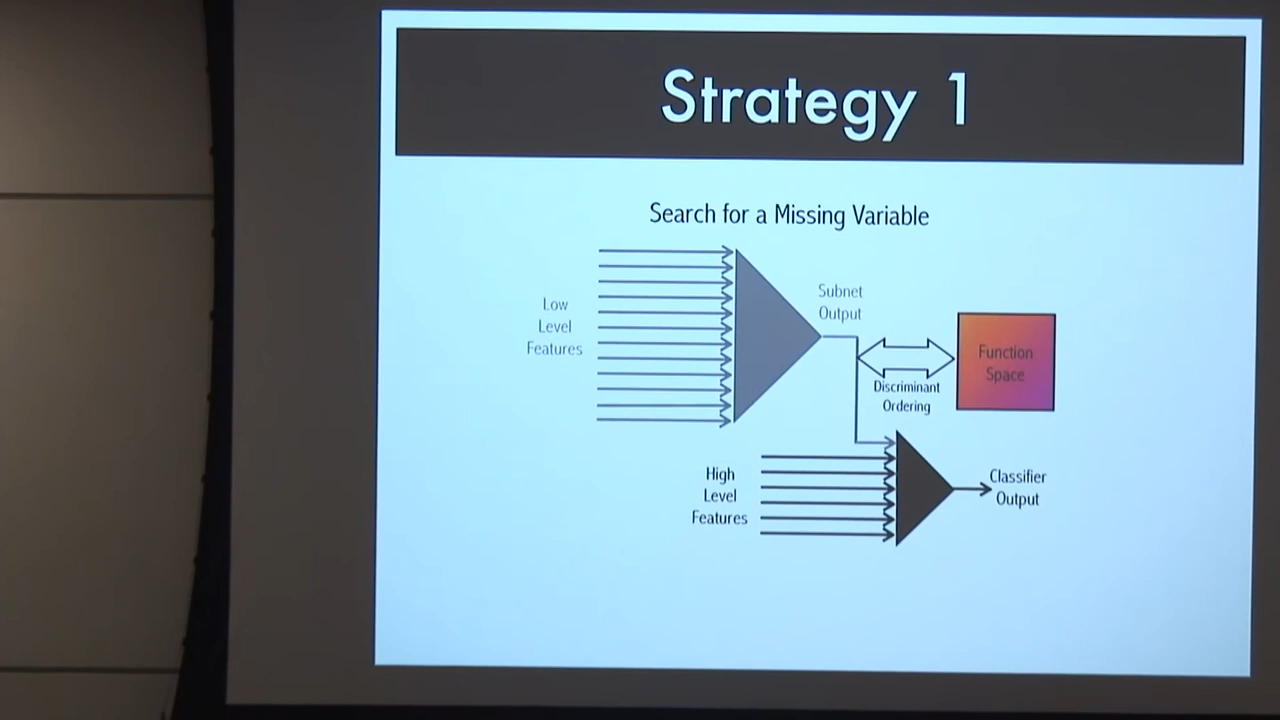 Strategy 1
Search for a Missing Variable
Low
Level
Features
Subnet
Output
Function
Space
Discriminant
Ordering
High
Level
Features
Classifier
Output